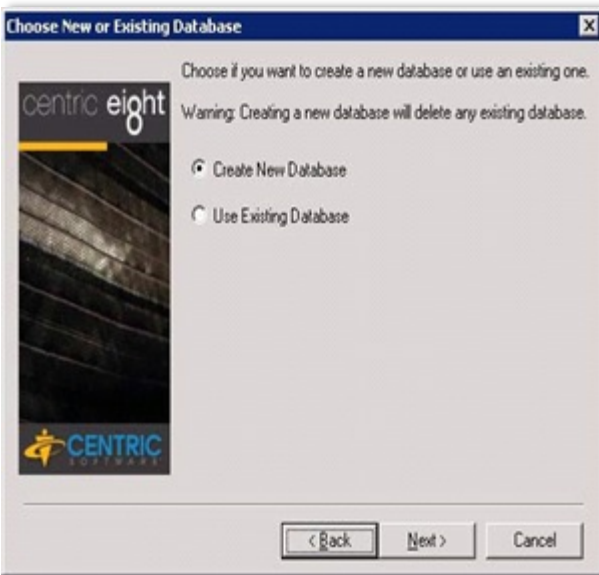 Choose New or Existing Database
Choose if you want to create a new database or use an existing one.
centric eight
8
Warning: Creating a new database will delete any existing database.
Create New Database
Use Existing Database
CENTRIC
SOFTWARE
< Back
Next >
Cancel